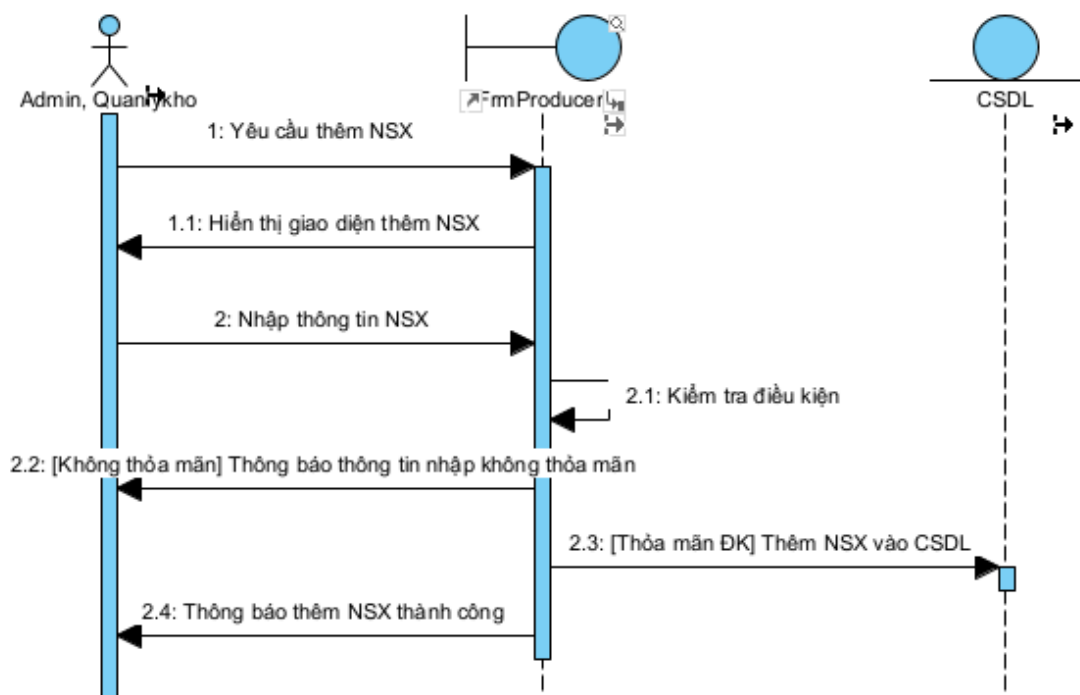 Admin, Quanlykho
FrmProducer
CSDL
1: Yêu cầu thêm NSX
1.1: Hiển thị giao diện thêm NSX
2: Nhập thông tin NSX
2.1: Kiểm tra điều kiện
2.2: [Không thỏa mãn] Thông báo thông tin nhập không thỏa mãn
2.3: [Thỏa mãn ĐK] Thêm NSX vào CSDL
2.4: Thông báo thêm NSX thành công